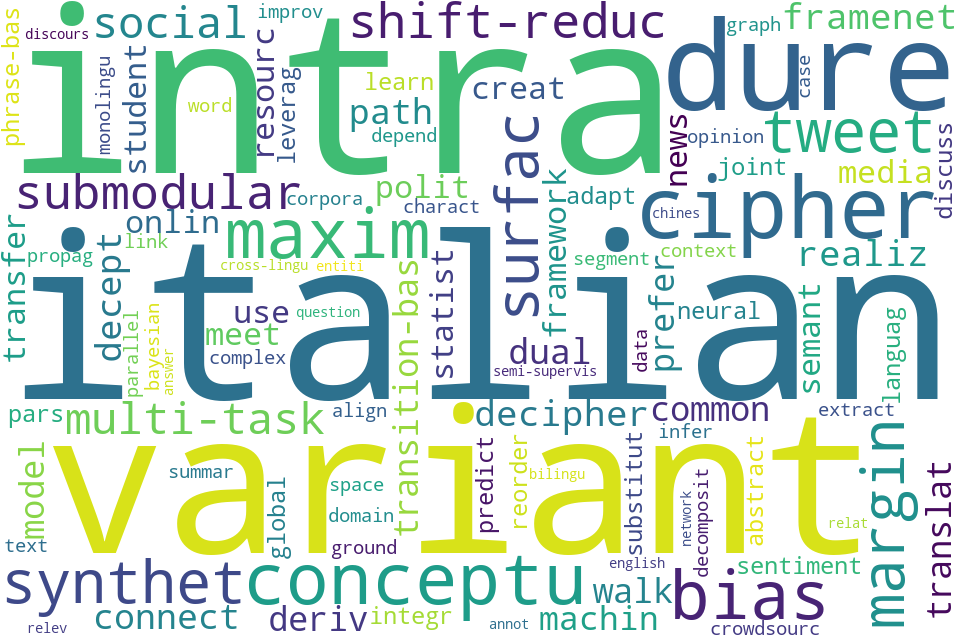 discours
social
improv
shift-reduc
graph
framenet
phrase-bas
monolingu
student
word
resourc
leverag
intra
learn
path
depend
creat
dure
case
opinion
tweet
news
joint
media
discuss
submodular
corpora
polit
charact
surfac
framework
adapt
cipher
chines
onlin
link
propag
transfer
decept
maxim
cross-lingu
entiti
segment
context
realiz
italian
parallel
bayesian
answer
use
question
meet
complex
transition-bas
statist
dual
semi-supervis
prefer
neural
data
semant
languag
pars
multi-task
align
decipher
common
extract
infer
variant
model
summar
global
space
domain
ground
predict
reorder
bilingu
substitut
network
decomposit
abstract
relat
margin
translat
text
english
sentiment
synthet
conceptu
walk
bias
connect
deriv
integr
machin
relev
annot
crowdsourc